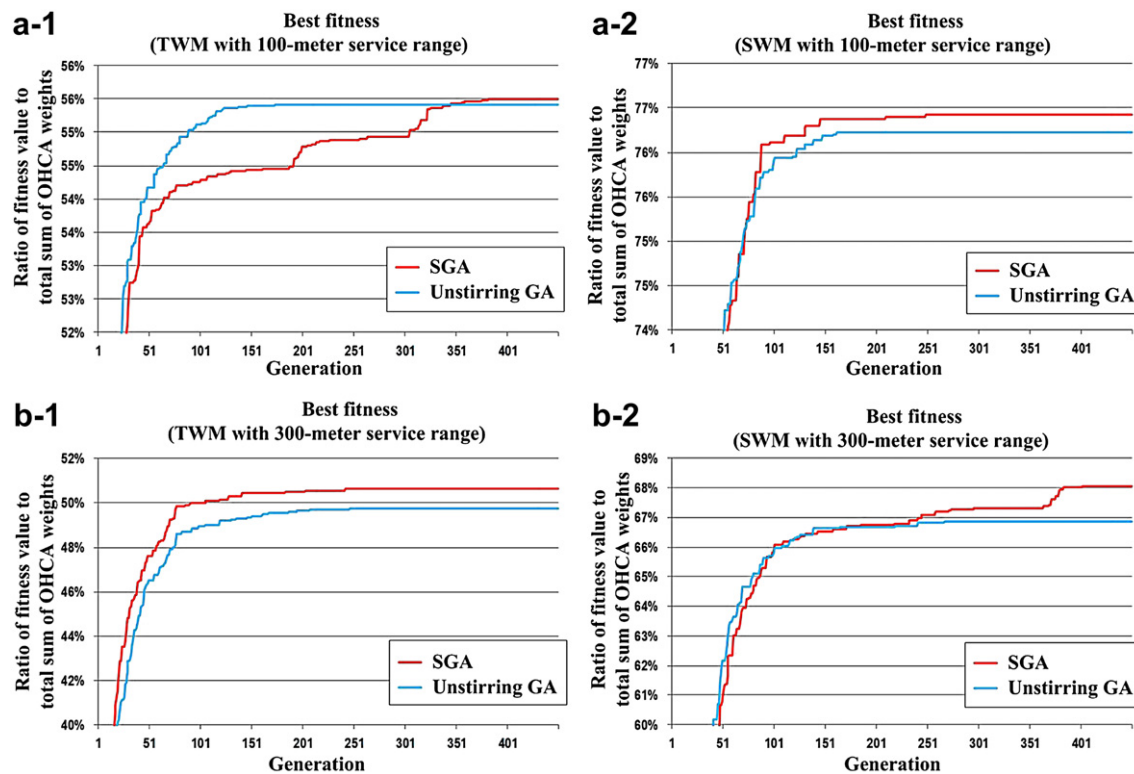 a-1
Best fitness
(TWM with 100-meter service range)
Ratio of fitness value to
total sum of OHCA weights
56%
56%
55%
55%
54%
54%
53%
53%
52%
SGA
Unstirring GA
1 51 101 151 201 251 301 351 401
Generation
a-2
Best fitness
(SWM with 100-meter service range)
Ratio of fitness value to
total sum of OHCA weights
77%
77%
76%
76%
75%
75%
74%
SGA
Unstirring GA
1 51 101 151 201 251 301 351 401
Generation
b-1
Best fitness
(TWM with 300-meter service range)
Ratio of fitness value to
total sum of OHCA weights
52%
50%
48%
46%
44%
42%
40%
SGA
Unstirring GA
1 51 101 151 201 251 301 351 401
Generation
b-2
Best fitness
(SWM with 300-meter service range)
Ratio of fitness value to
total sum of OHCA weights
69%
68%
67%
66%
65%
64%
63%
62%
61%
60%
SGA
Unstirring GA
1 51 101 151 201 251 301 351 401
Generation